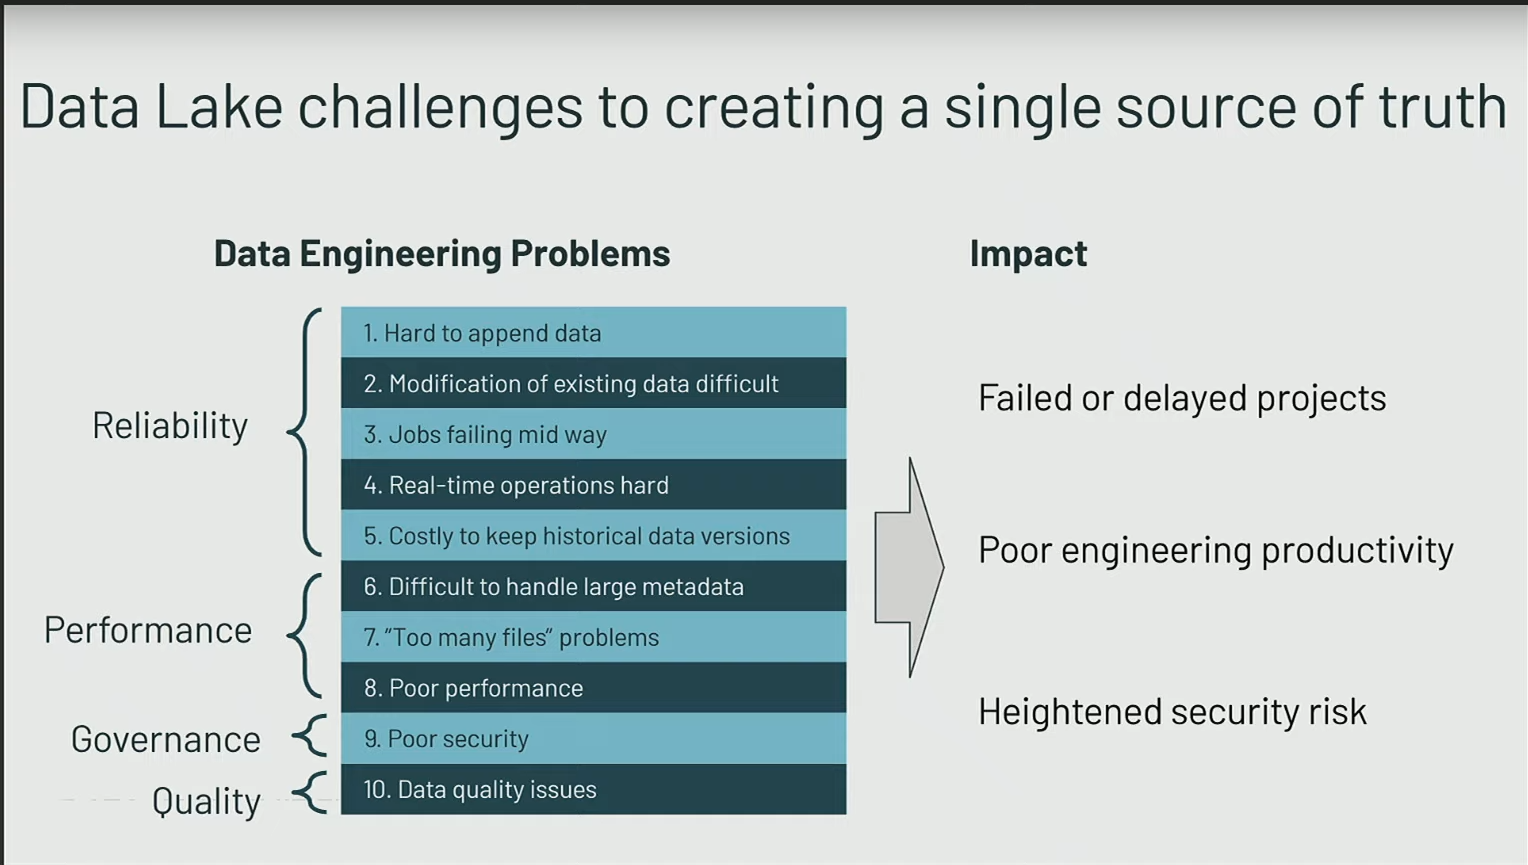 Data Lake challenges to creating a single source of truth
Data Engineering Problems
Impact
Reliability
1. Hard to append data
2. Modification of existing data difficult
3. Jobs failing mid way
4. Real-time operations hard
5. Costly to keep historical data versions
Performance
6. Difficult to handle large metadata
7. "Too many files" problems
8. Poor performance
Governance
9. Poor security
Quality
10. Data quality issues
Failed or delayed projects
Poor engineering productivity
Heightened security risk